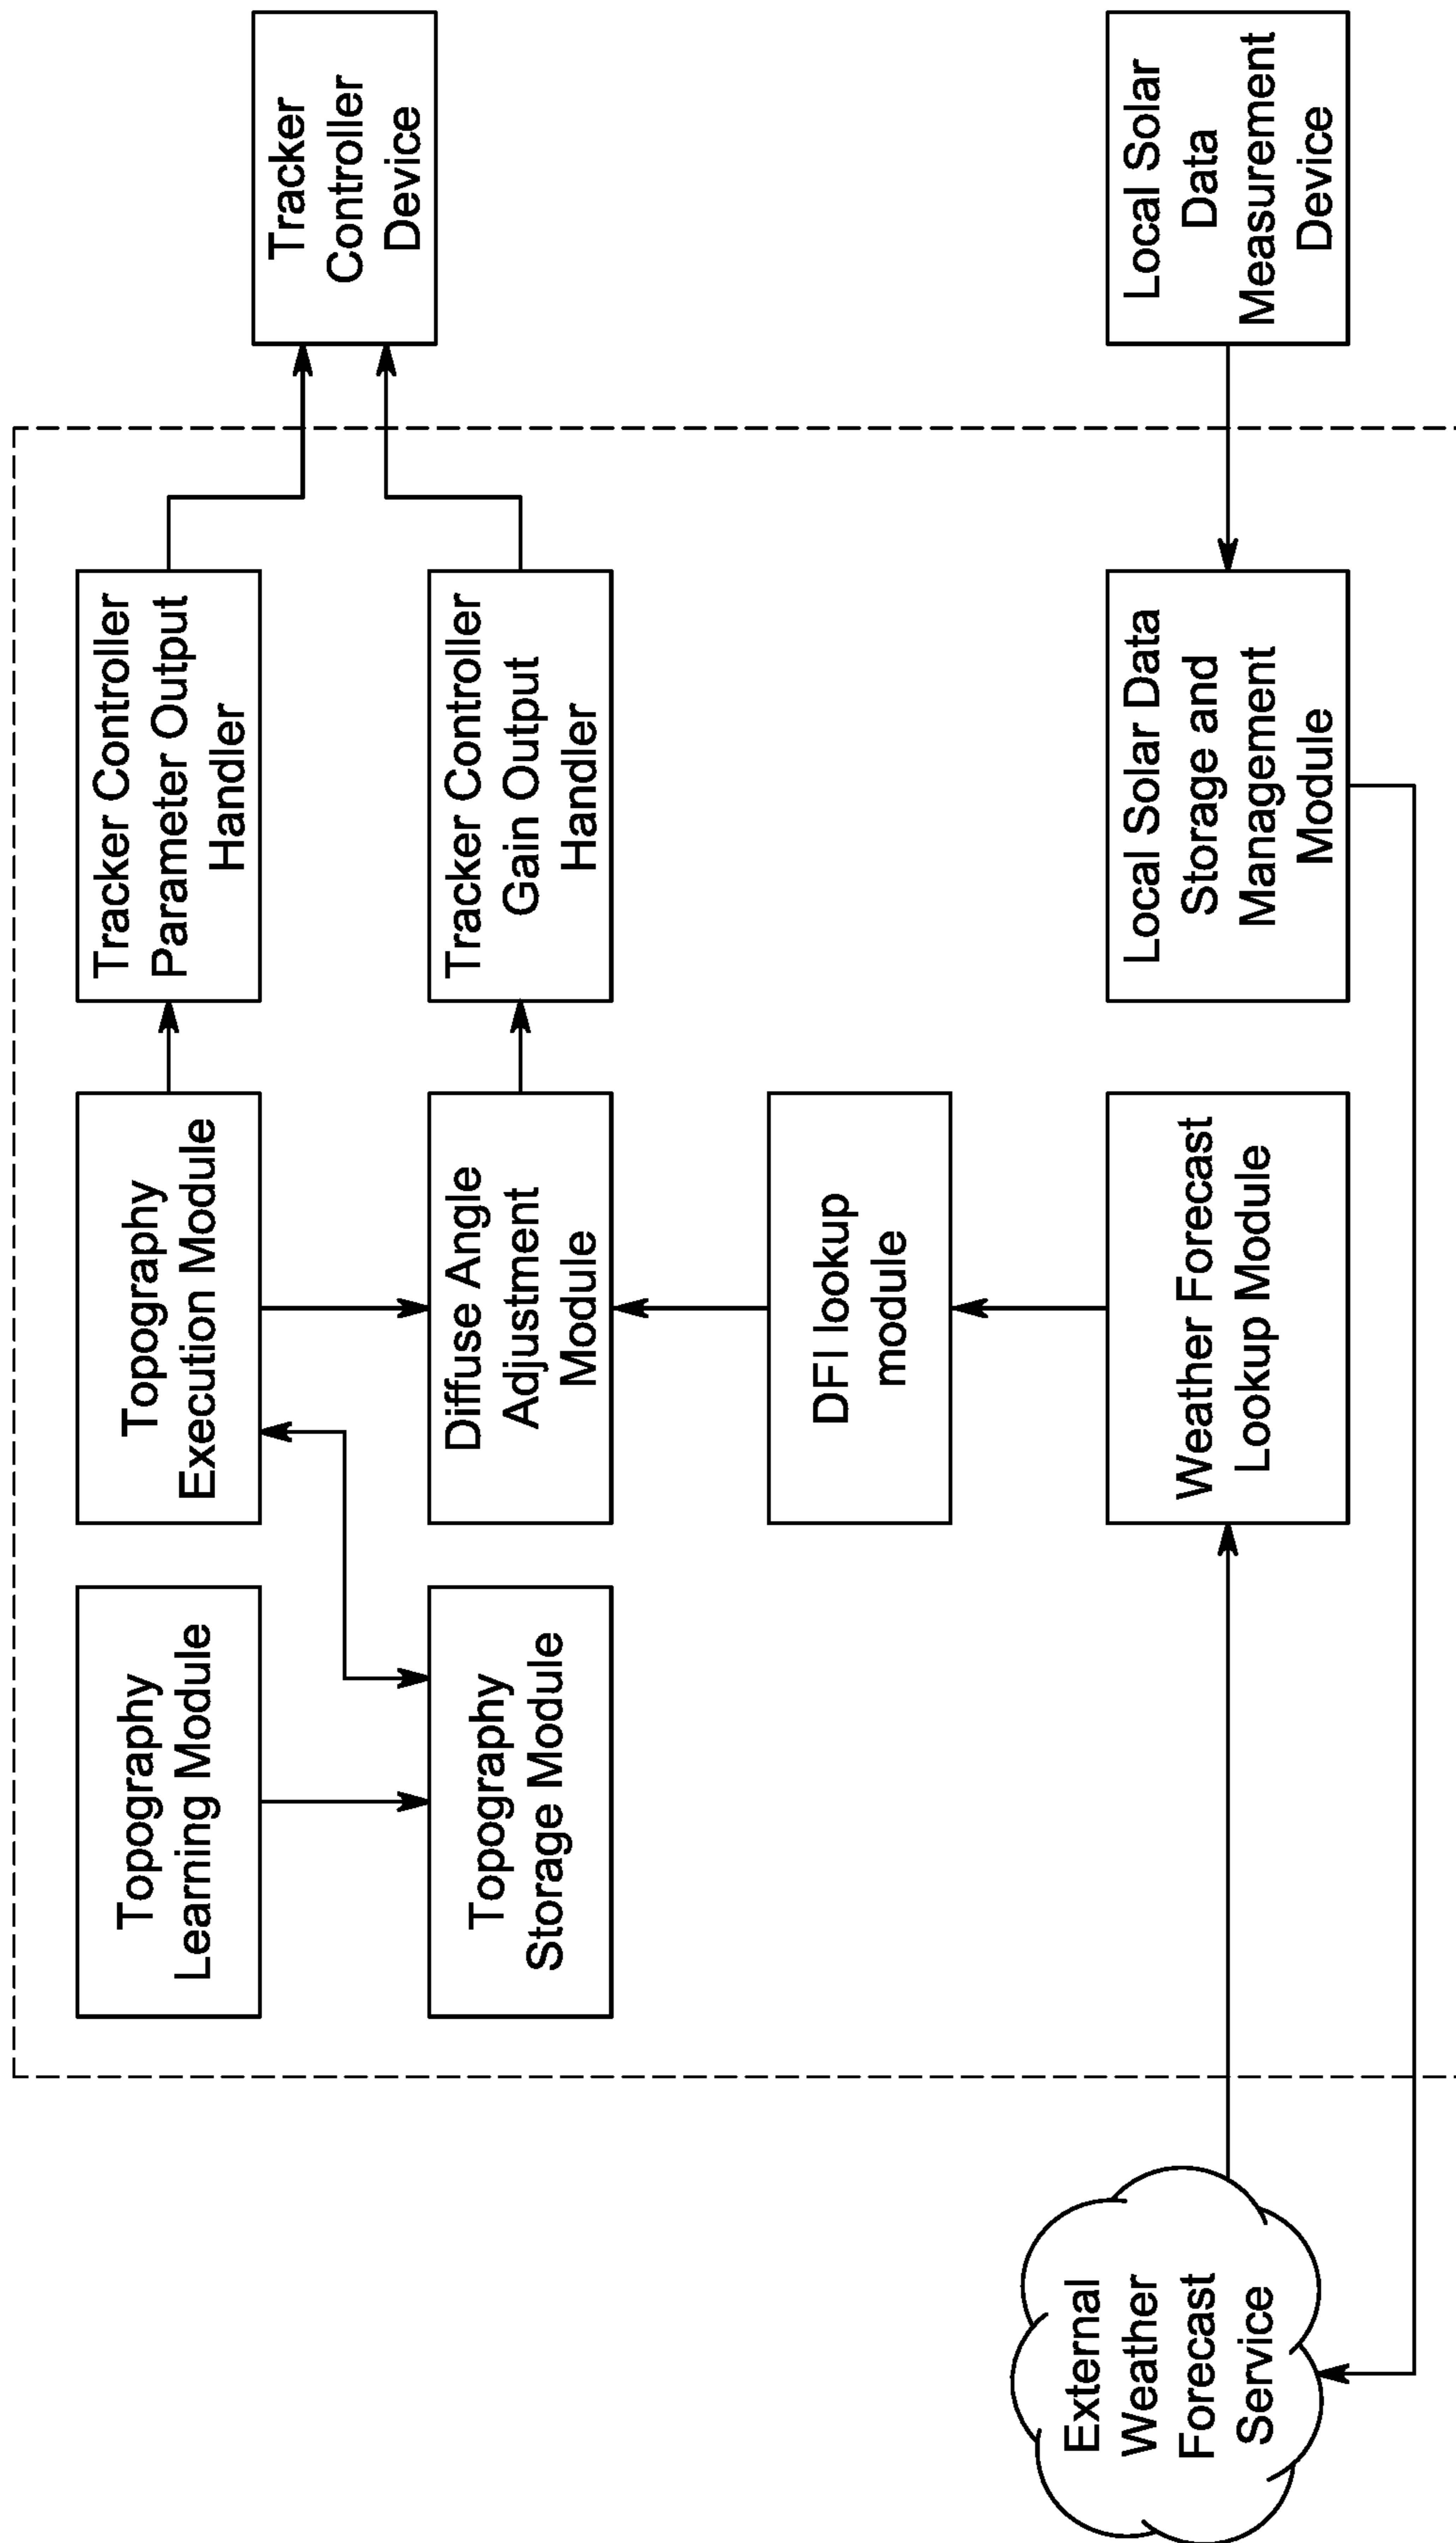 Topography
Learning Module
Topography
Execution Module
Tracker Controller
Parameter Output
Handler
Tracker
Controller
Device
Topography
Storage Module
Diffuse Angle
Adjustment
Module
Tracker Controller
Gain Output
Handler
DFI lookup
module
External
Weather
Forecast
Service
Weather Forecast
Lookup Module
Local Solar Data
Storage and
Management
Module
Local Solar
Data
Measurement
Device